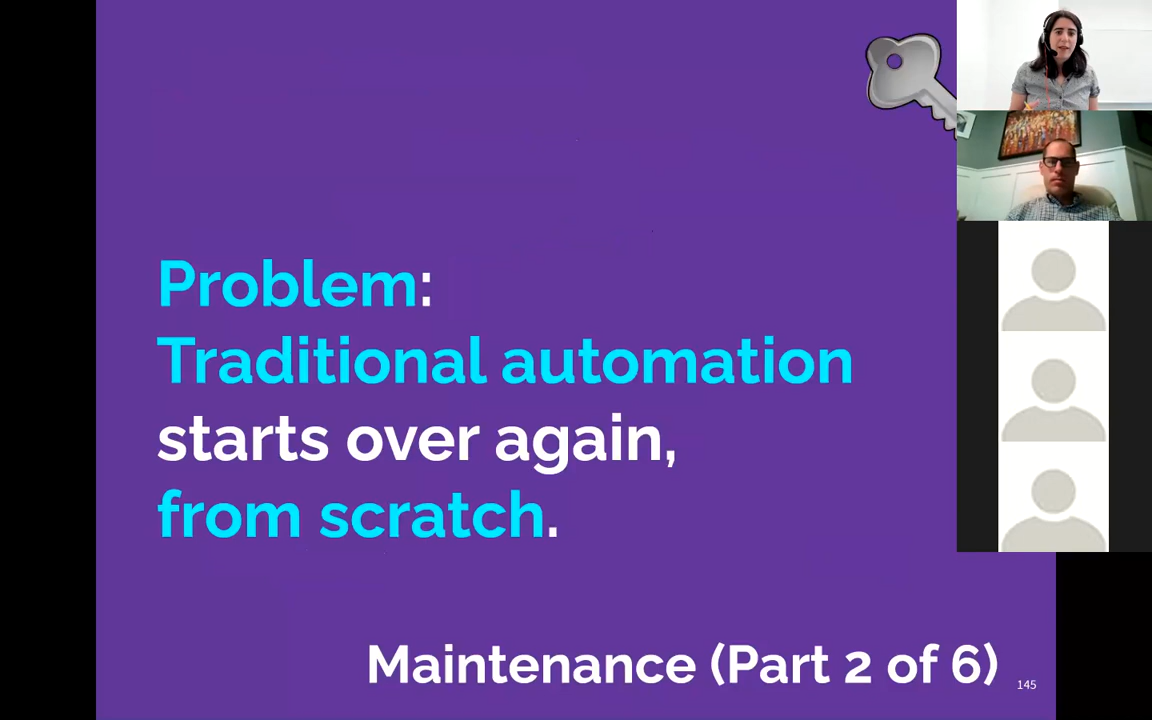 Problem:
Traditional automation
starts over again,
from scratch.
Maintenance (Part 2 of 6)
145